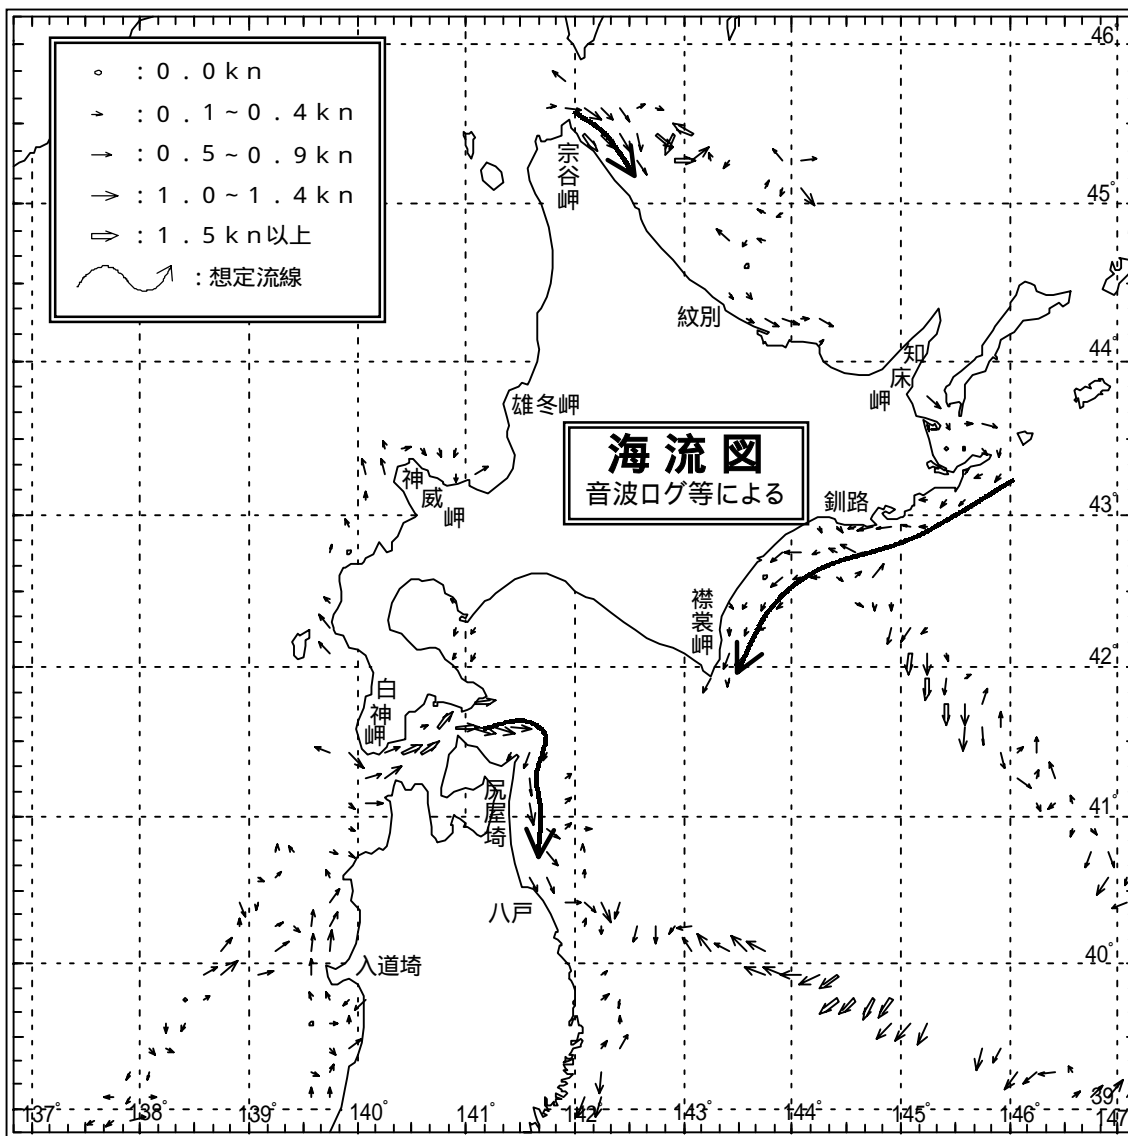 ：０．０ｋｎ
：０．１～０．４ｋｎ
：０．５～０．９ｋｎ
：１．０～１．４ｋｎ
：１．５ｋｎ以上
：想定流線
宗谷岬
紋別
知床岬
雄冬岬
海流図
音波ログ等による
神威岬
釧路
襟裳岬
白神岬
尻屋埼
八戸
入道埼
46°
45°
44°
43°
42°
41°
40°
39°
137°
138°
139°
140°
141°
142°
143°
144°
145°
146°
147